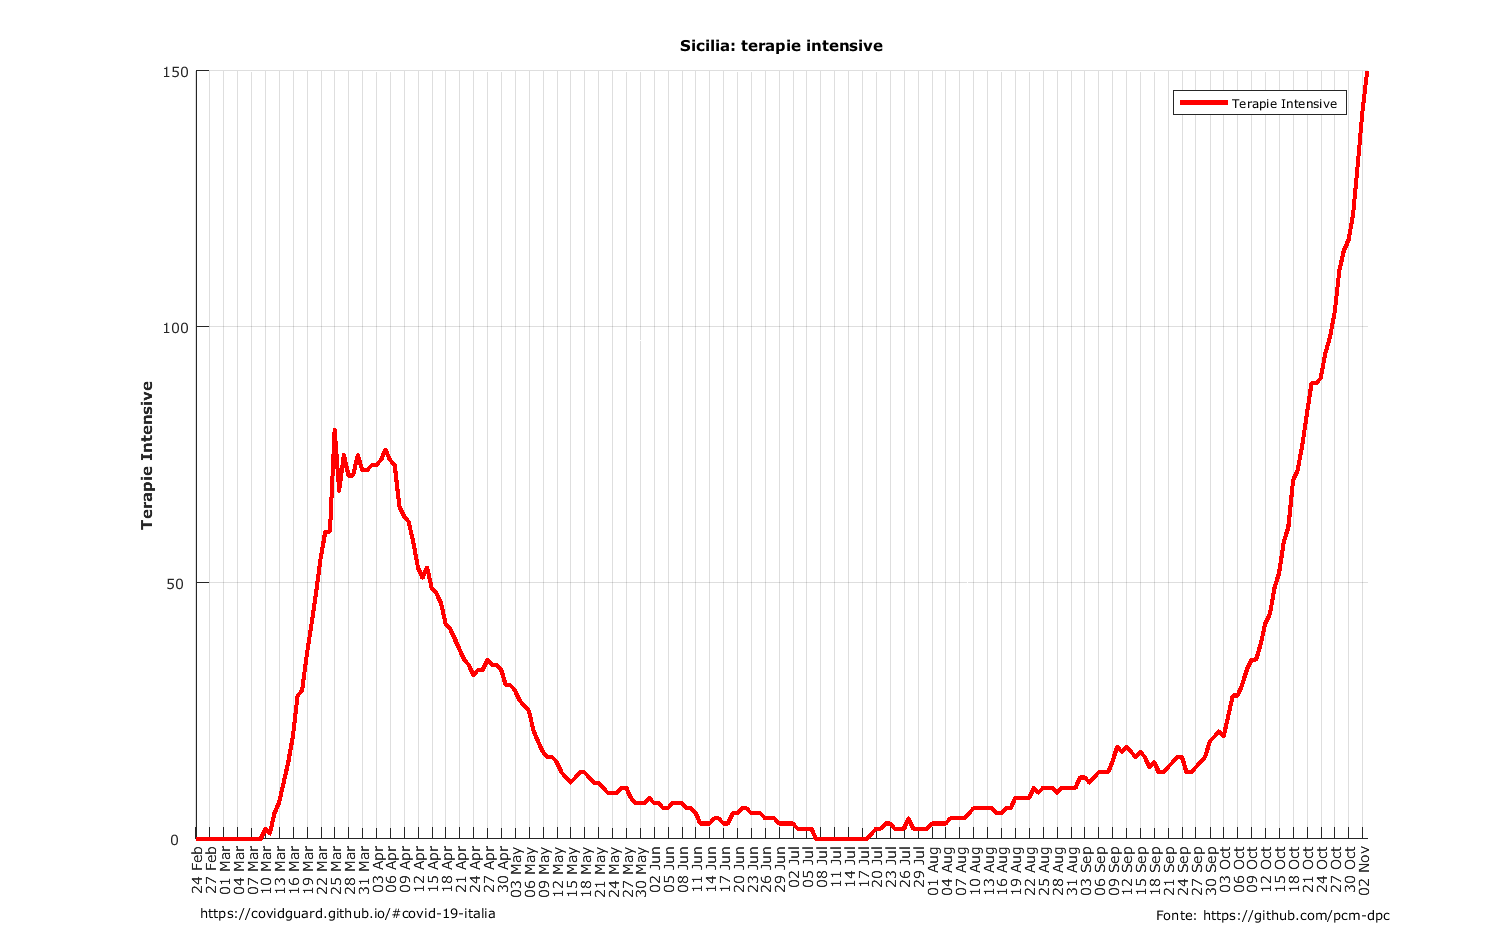 Sicilia: terapie intensive
Terapie Intensive
Terapie Intensive
150
100
50
0
24 Feb
27 Feb
01 Mar
04 Mar
07 Mar
10 Mar
13 Mar
16 Mar
19 Mar
22 Mar
25 Mar
28 Mar
31 Mar
03 Apr
06 Apr
09 Apr
12 Apr
15 Apr
18 Apr
21 Apr
24 Apr
27 Apr
30 Apr
03 May
06 May
09 May
12 May
15 May
18 May
21 May
24 May
27 May
30 May
02 Jun
05 Jun
08 Jun
11 Jun
14 Jun
17 Jun
20 Jun
23 Jun
26 Jun
29 Jun
02 Jul
05 Jul
08 Jul
11 Jul
14 Jul
17 Jul
20 Jul
23 Jul
26 Jul
29 Jul
01 Aug
04 Aug
07 Aug
10 Aug
13 Aug
16 Aug
19 Aug
22 Aug
25 Aug
28 Aug
31 Aug
03 Sep
06 Sep
09 Sep
12 Sep
15 Sep
18 Sep
21 Sep
24 Sep
27 Sep
30 Sep
03 Oct
06 Oct
09 Oct
12 Oct
15 Oct
18 Oct
21 Oct
24 Oct
27 Oct
30 Oct
02 Nov
https://covidguard.github.io/#covid-19-italia
Fonte: https://github.com/pcm-dpc